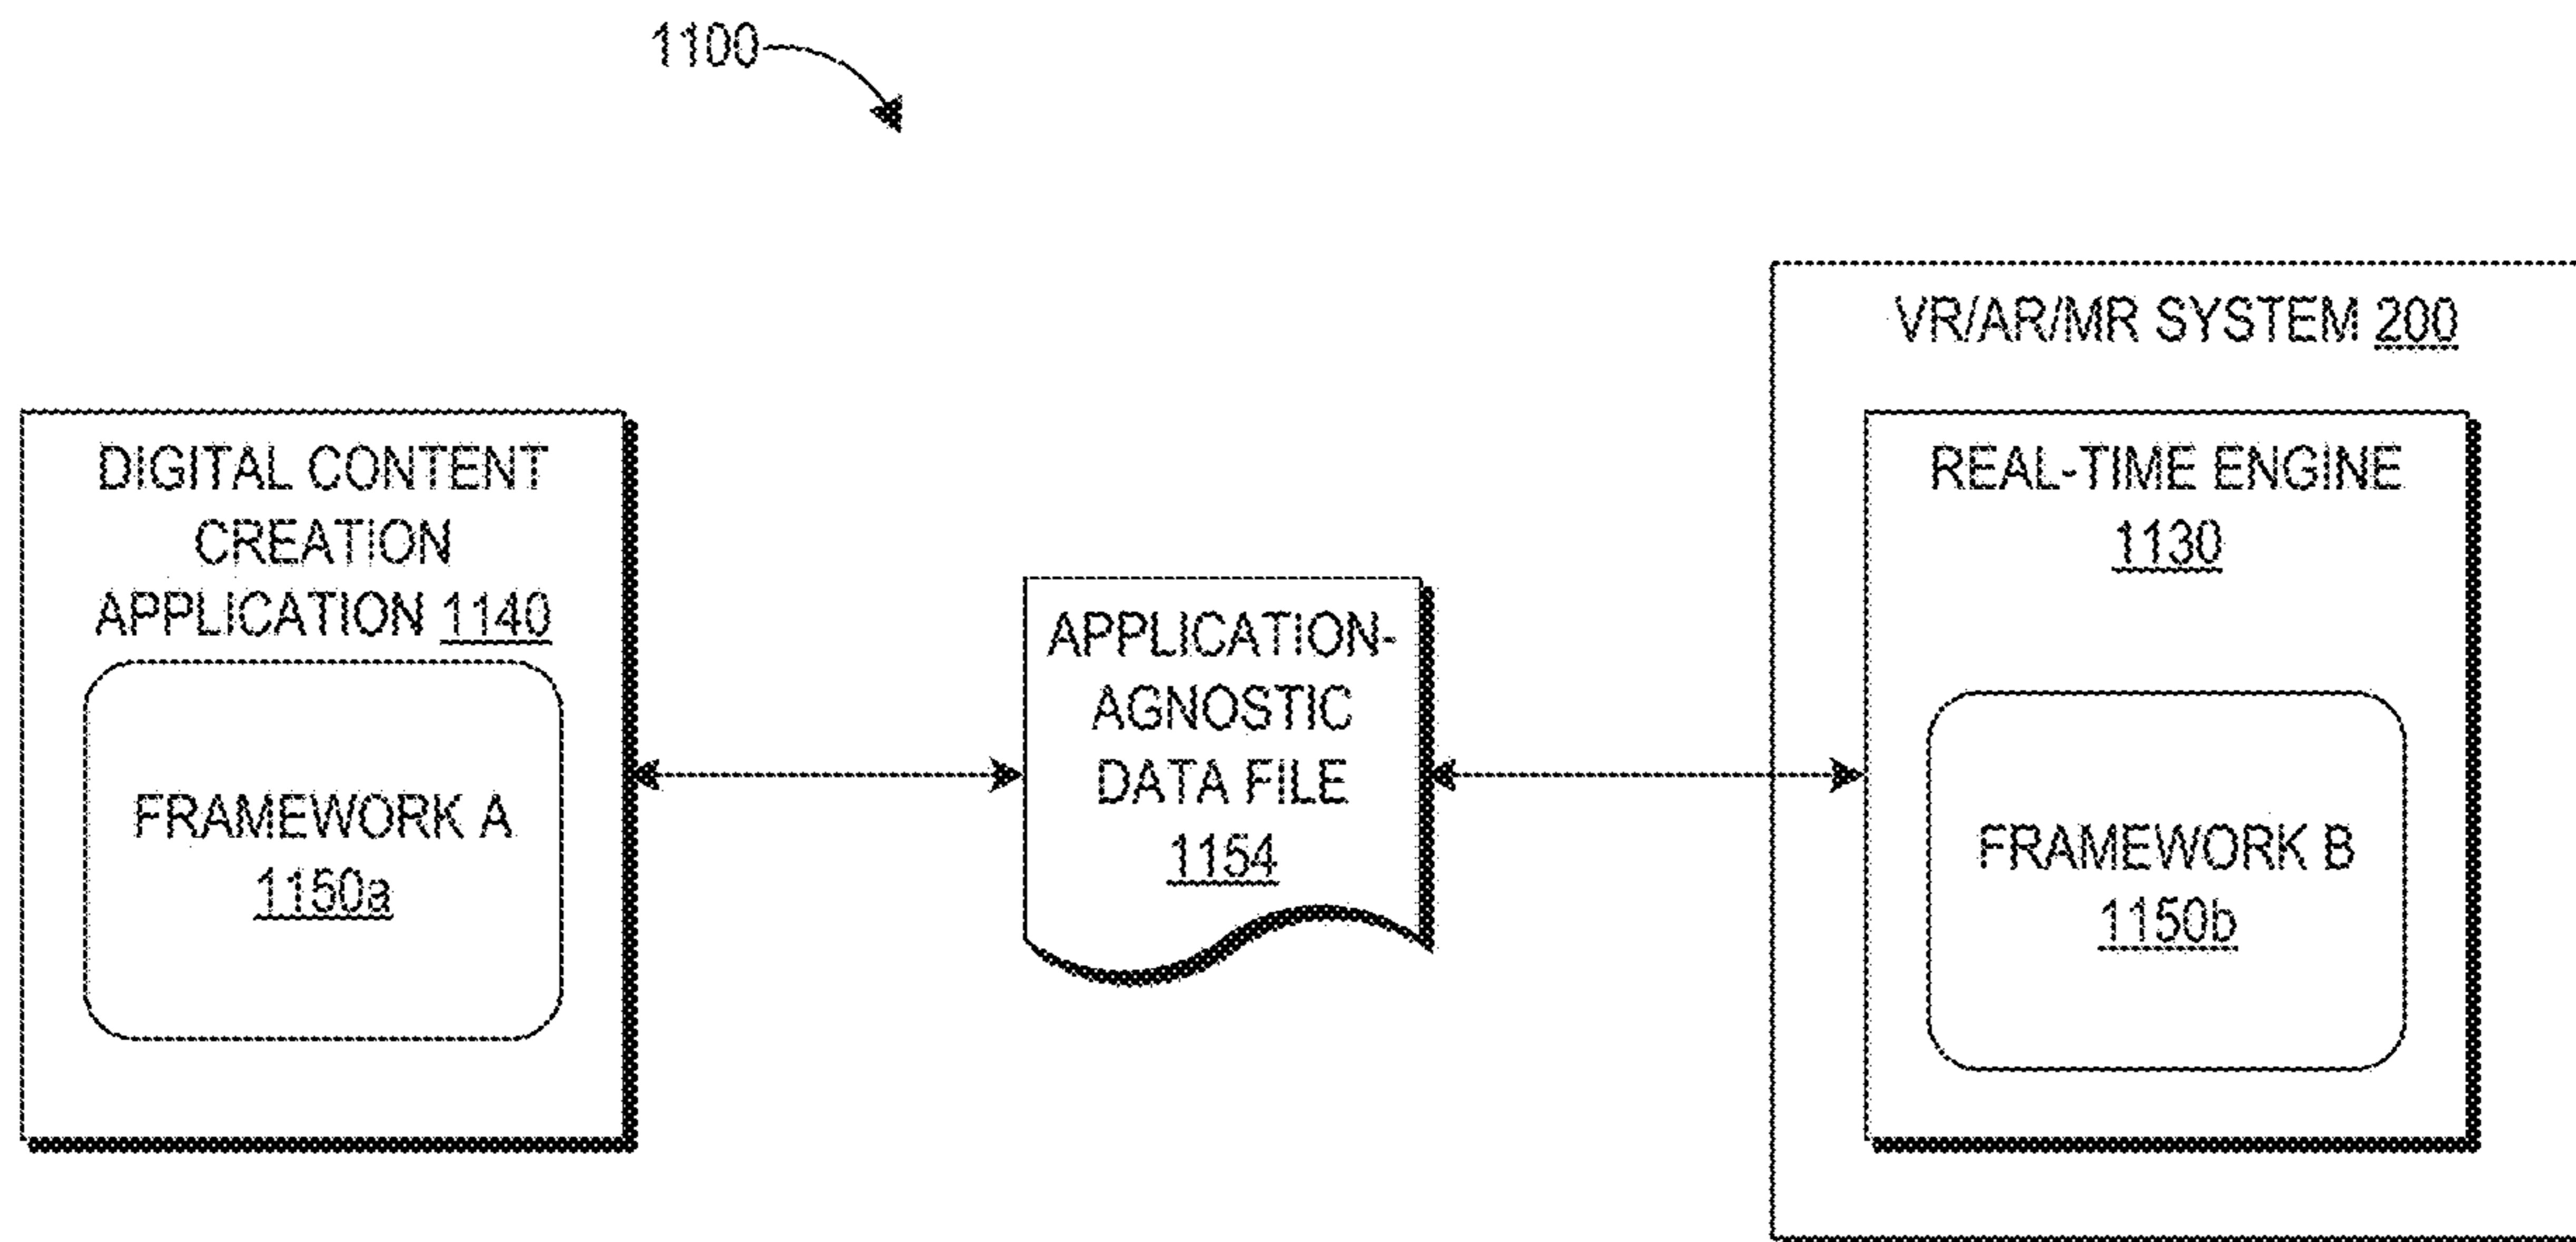 1100
VR/AR/MR SYSTEM 200
DIGITAL CONTENT
CREATION
APPLICATION 1140
FRAMEWORK A
1150a
APPLICATION-
AGNOSTIC
DATA FILE
1154
REAL-TIME ENGINE
1130
FRAMEWORK B
1150b